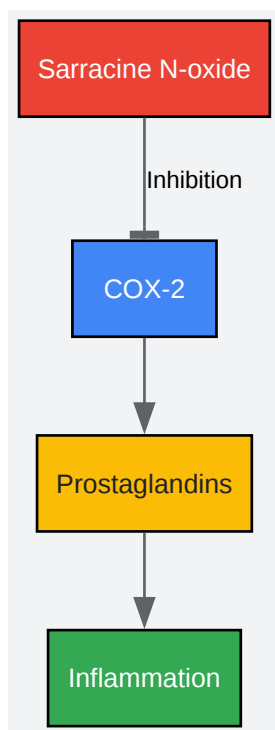 Sarracine N-oxide
Inhibition
COX-2
Prostaglandins
Inflammation